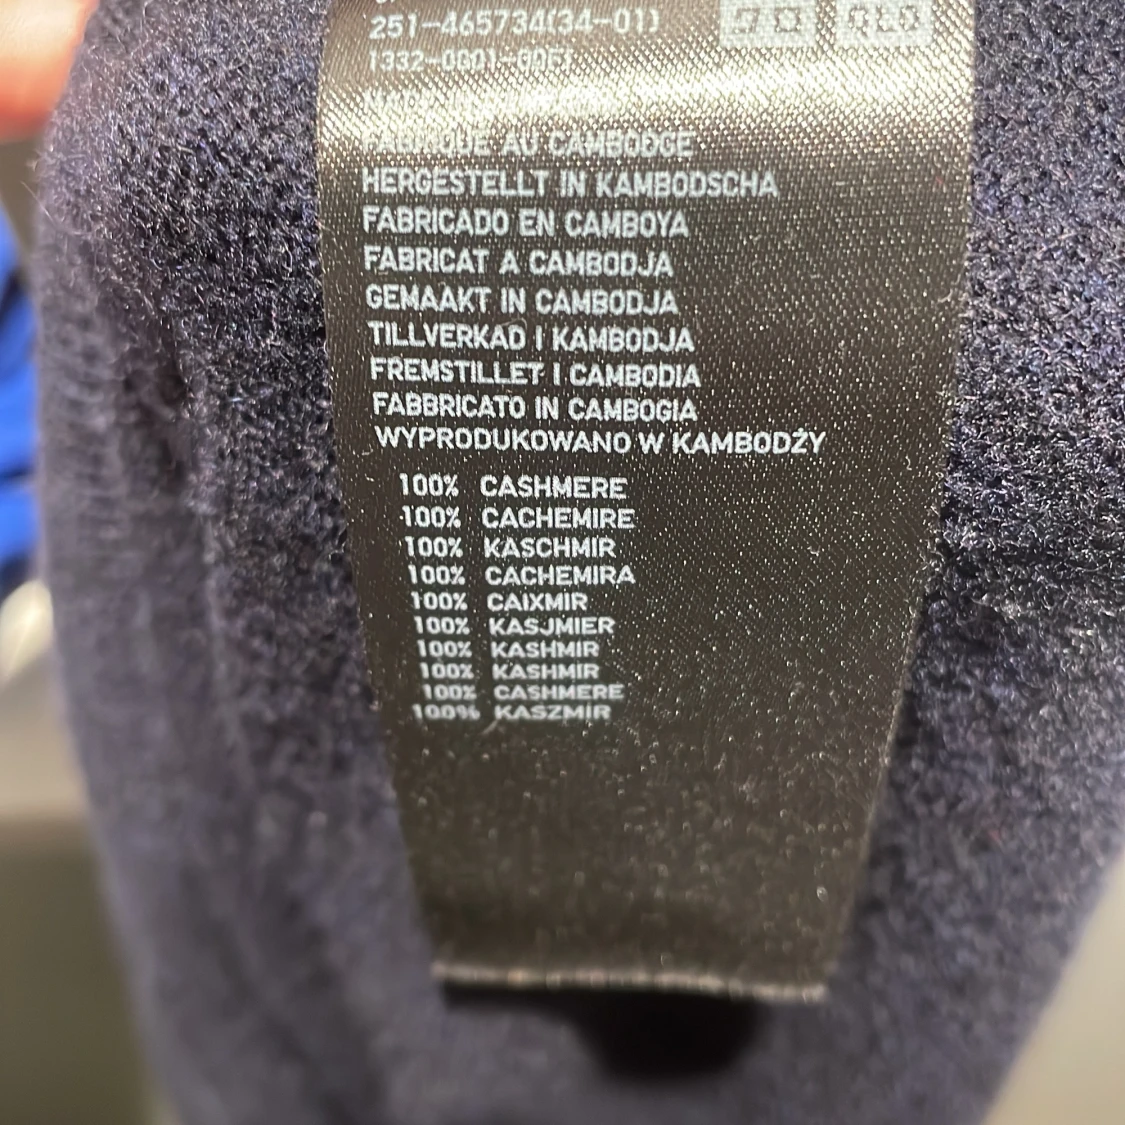 251-465734(34-01)
1332-0001-00F1
FABRIQUÉ AU CAMBODGE
HERGESTELLT IN KAMBODSCHA
FABRICADO EN CAMBOYA
FABRICAT A CAMBODJA
GEMAAKT IN CAMBODJA
TILLVERKAD I KAMBODJA
FREMSTILLET I CAMBODIA
FABBRICATO IN CAMBOGIA
WYPRODUKOWANO W KAMBODŻY
100% CASHMERE
100% CACHEMIRE
100% KASCHMIR
100% CACHEMIRA
100% CAIXMIR
100% KASJMIER
100% KASHMIR
100% KASHMIR
100% CASHMERE
100% KASZMIR